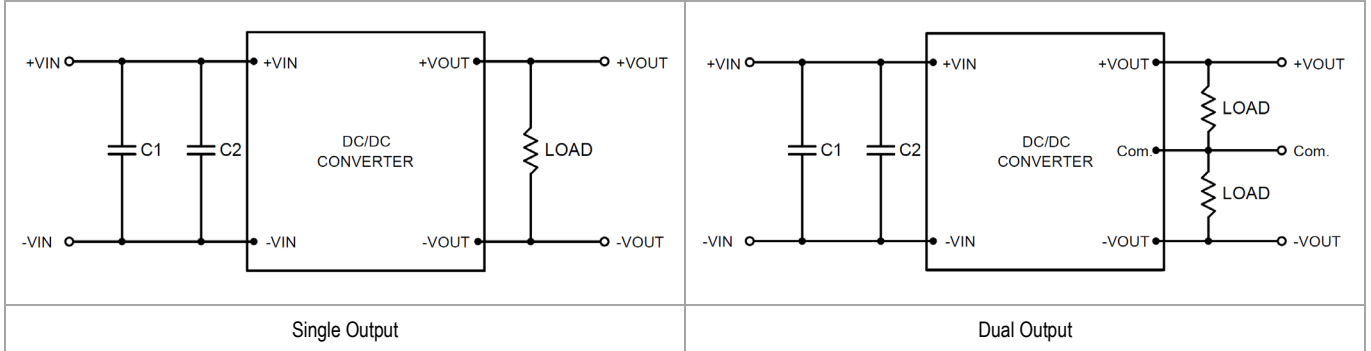 +VIN
+VIN
+VOUT
+VOUT
C1
C2
DC/DC
CONVERTER
LOAD
-VIN
-VIN
-VOUT
-VOUT
Single Output
+VIN
+VIN
+VOUT
+VOUT
LOAD
C1
C2
DC/DC
CONVERTER
Com.
Com.
LOAD
-VIN
-VIN
-VOUT
-VOUT
Dual Output